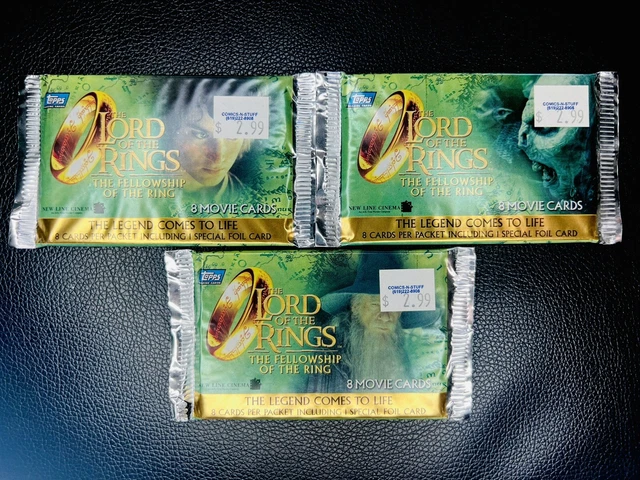 TOPPS
THE
LORD
OF THE
RINGS
THE FELLOWSHIP
OF THE RING
COMICS-N-STUFF
$ 2.99
NEW LINE CINEMA
8 MOVIE CARDS
THE LEGEND COMES TO LIFE
8 CARDS PER PACKET INCLUDING 1 SPECIAL FOIL CARD
TOPPS
THE
LORD
OF THE
RINGS
THE FELLOWSHIP
OF THE RING
COMICS-N-STUFF
$ 2.99
NEW LINE CINEMA
8 MOVIE CARDS
THE LEGEND COMES TO LIFE
8 CARDS PER PACKET INCLUDING 1 SPECIAL FOIL CARD
TOPPS
THE
LORD
OF THE
RINGS
THE FELLOWSHIP
OF THE RING
COMICS-N-STUFF
$ 2.99
NEW LINE CINEMA
8 MOVIE CARDS
THE LEGEND COMES TO LIFE
8 CARDS PER PACKET INCLUDING 1 SPECIAL FOIL CARD